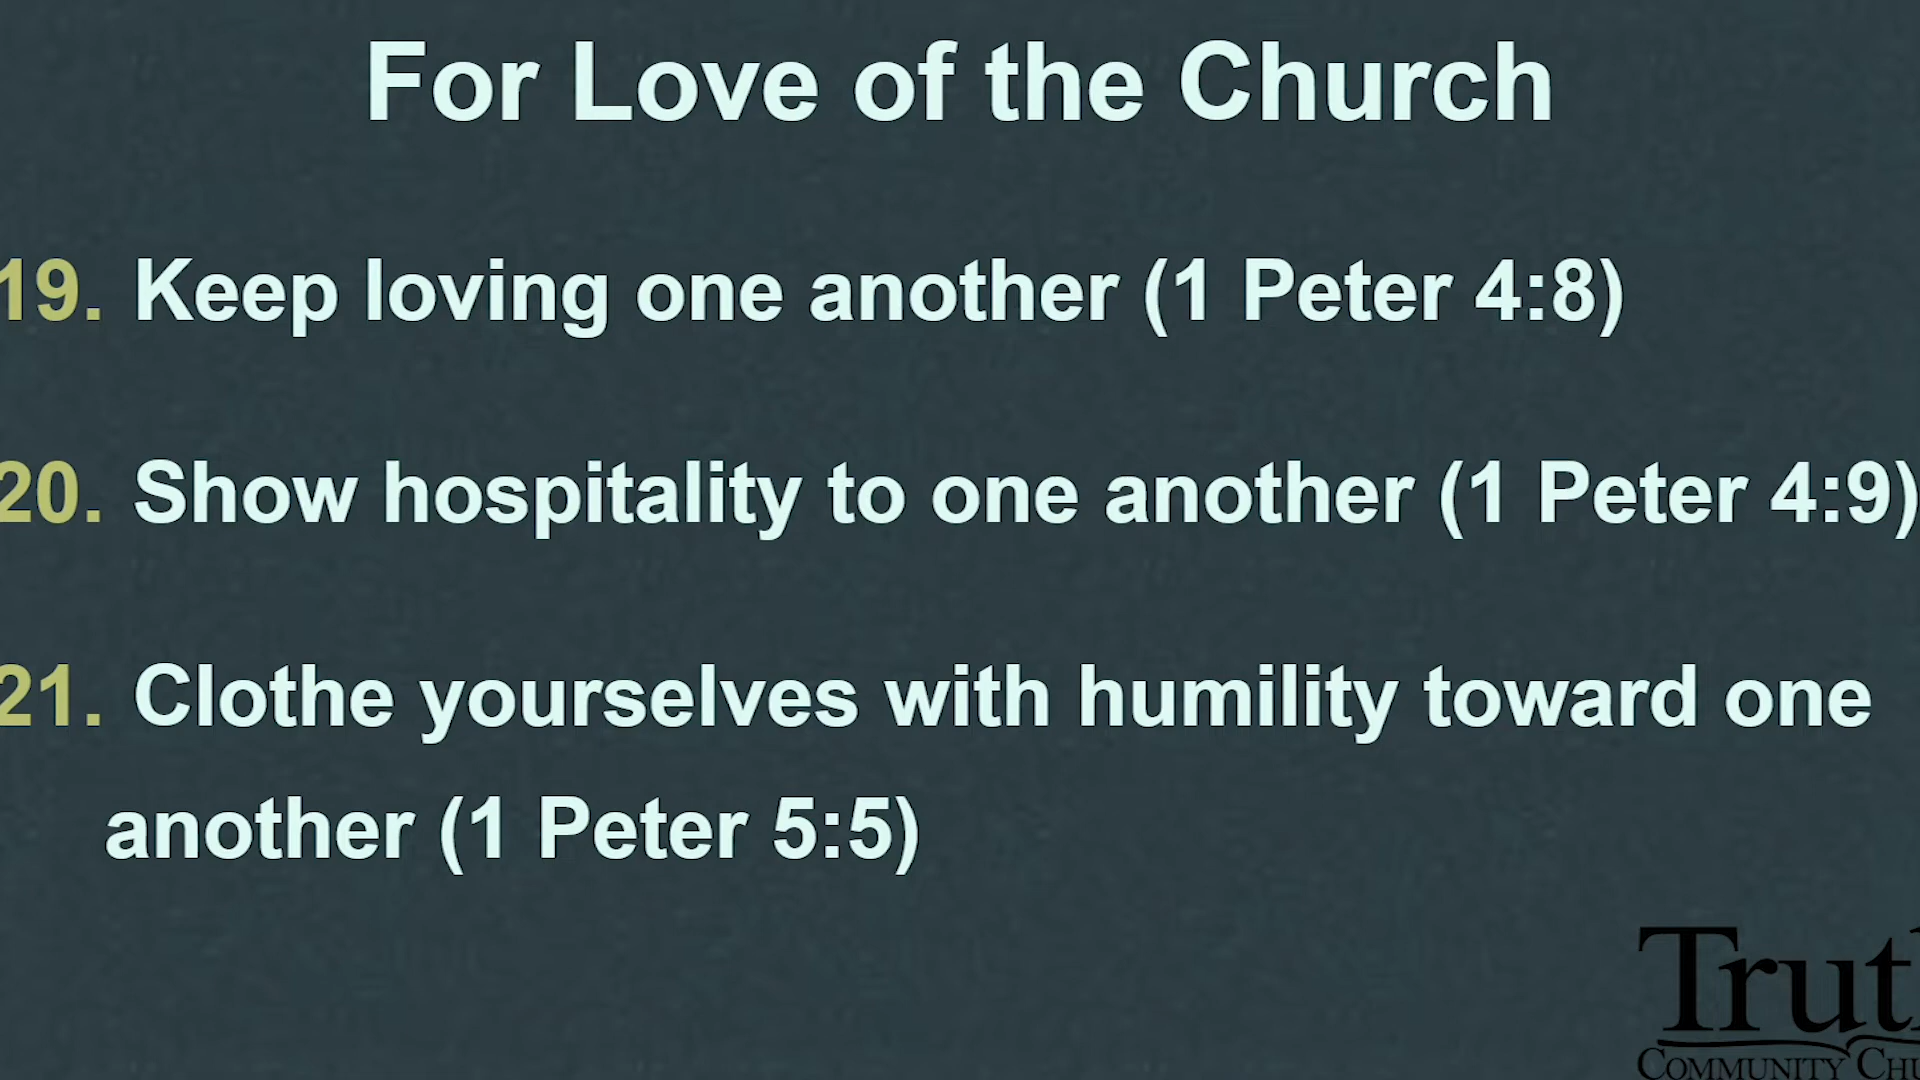 For Love of the Church
19. Keep loving one another (1 Peter 4:8)
20. Show hospitality to one another (1 Peter 4:9)
21. Clothe yourselves with humility toward one
another (1 Peter 5:5)
COMMUNITY